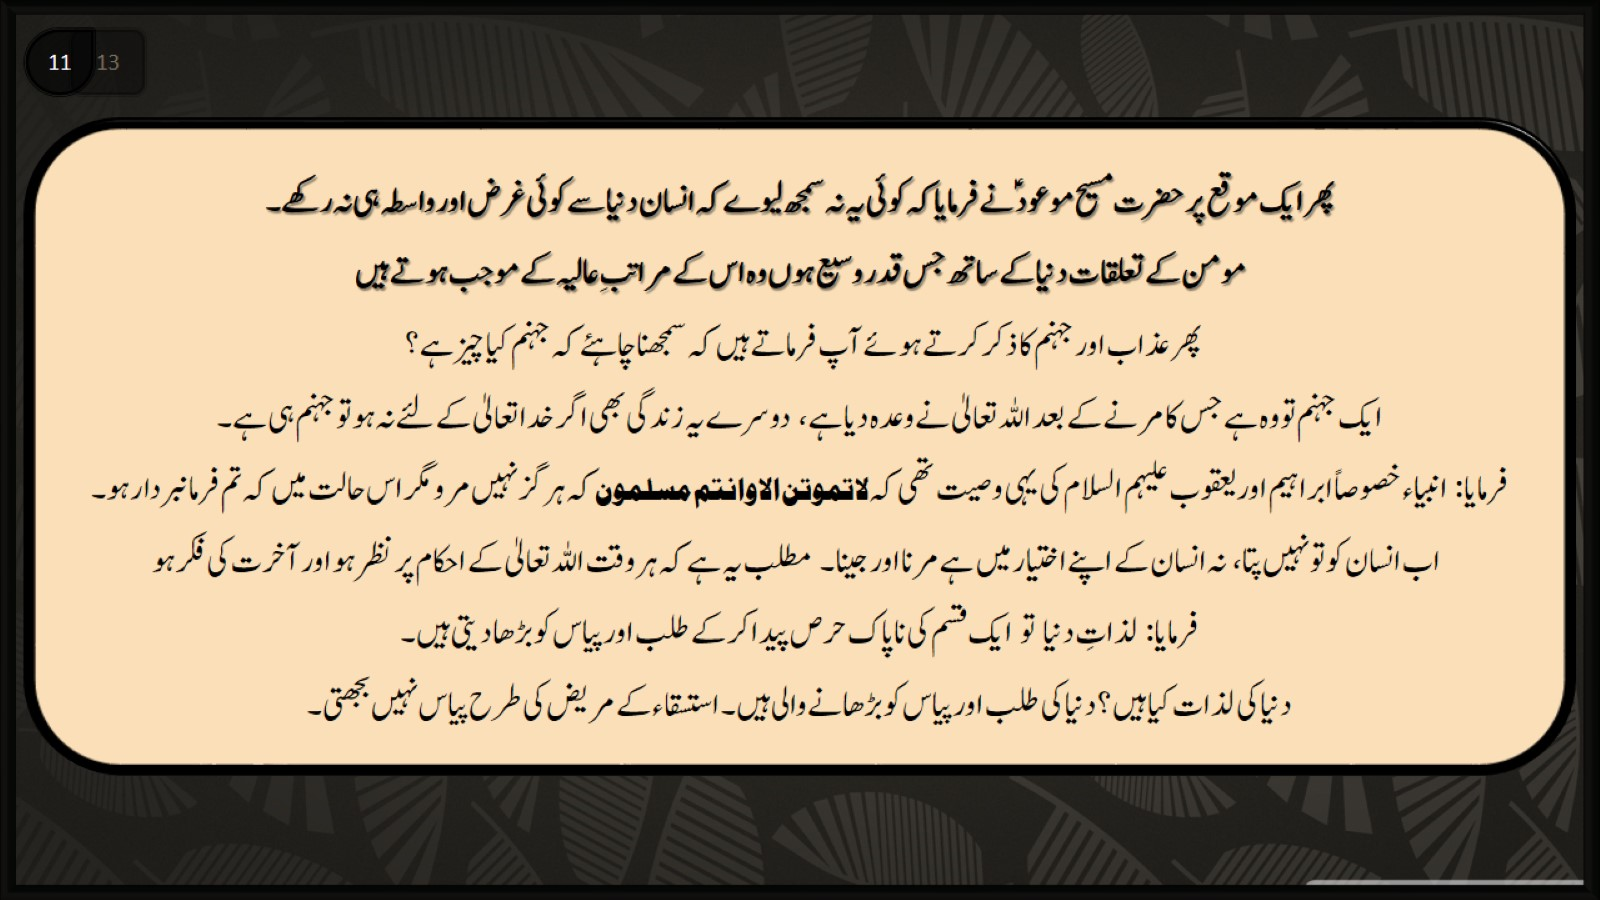 11 13
پھر ایک موقع پر حضرت مسیح موعودؑ نے فرمایا کہ کوئی یہ نہ سمجھ لیوے کہ انسان دنیا سے کوئی غرض اور واسطہ ہی نہ رکھے۔
مومن کے تعلقات دنیا کے ساتھ جس قدر وسیع ہوں وہ اس کے مراتبِ عالیہ کے موجب ہوتے ہیں
پھر عذاب اور جہنم کا ذکر کرتے ہوئے آپ فرماتے ہیں کہ سمجھنا چاہئے کہ جہنم کیا چیز ہے؟
ایک جہنم تو وہ ہے جس کا مرنے کے بعد اللہ تعالیٰ نے وعدہ دیا ہے، دوسرے یہ زندگی بھی اگر خدا تعالیٰ کے لئے نہ ہو تو جہنم ہی ہے۔
فرمایا: انبیاء خصوصاً ابراہیم اور یعقوب علیہم السلام کی یہی وصیت تھی کہ لاتموتن الا وانتم مسلمون کہ ہرگز نہیں مرو مگر اس حالت میں کہ تم فرمانبردار ہو۔
اب انسان کو تو نہیں پتا، نہ انسان کے اپنے اختیار میں ہے مرنا اور جینا۔ مطلب یہ ہے کہ ہر وقت اللہ تعالیٰ کے احکام پر نظر ہو اور آخرت کی فکر ہو
فرمایا: لذاتِ دنیا تو ایک قسم کی ناپاک حرص پیدا کر کے طلب اور پیاس کو بڑھا دیتی ہیں۔
دنیا کی لذات کیا ہیں؟ دنیا کی طلب اور پیاس کو بڑھانے والی ہیں۔ استسقاء کے مریض کی طرح پیاس نہیں بجھتی۔